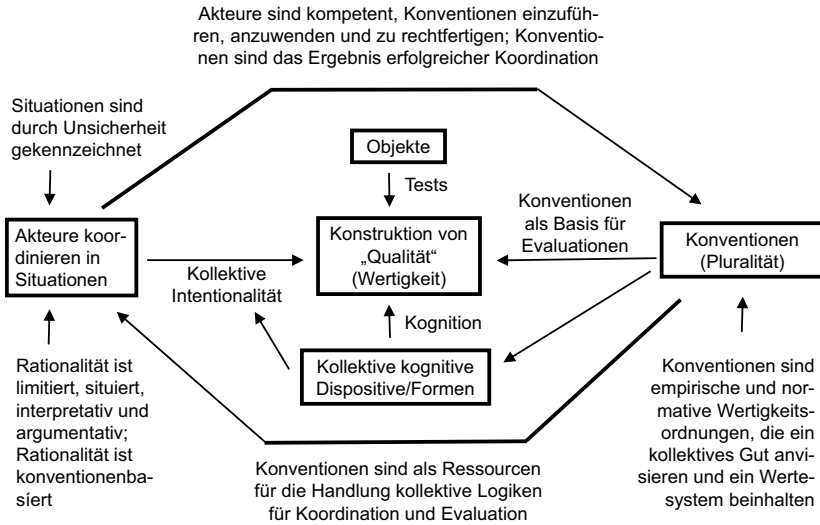 Akteure sind kompetent, Konventionen einzufüh-
ren, anzuwenden und zu rechtfertigen; Konventio-
nen sind das Ergebnis erfolgreicher Koordination
Situationen sind
durch Unsicherheit
gekennzeichnet
Objekte
Tests
Konventionen
als Basis für
Evaluationen
Akteure koor-
dinieren in
Situationen
Konstruktion von
„Qualität“
(Wertigkeit)
Konventionen
(Pluralität)
Kollektive
Intentionalität
Kognition
Kollektive kognitive
Dispositive/Formen
Rationalität ist
limitiert, situiert,
interpretativ und
argumentativ;
Rationalität ist
konventionenba-
síert
Konventionen sind
empirische und nor-
mative Wertigkeits-
ordnungen, die ein
kollektives Gut anvi-
sieren und ein Werte-
system beinhalten
Konventionen sind als Ressourcen
für die Handlung kollektive Logiken
für Koordination und Evaluation